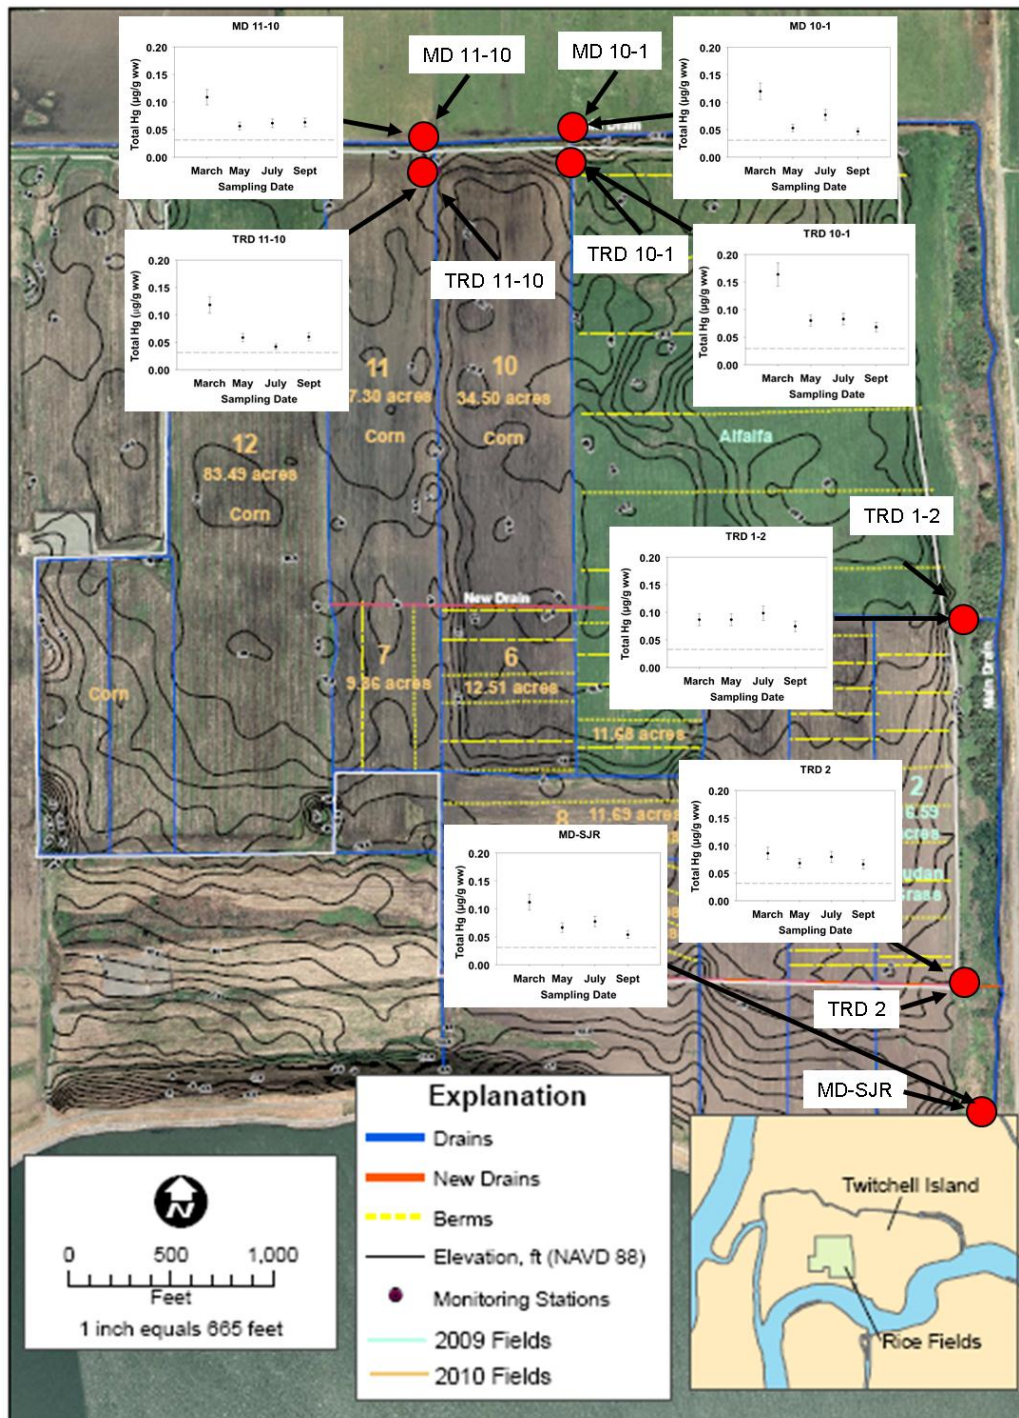 MD 11-10
0.20
0.15
0.10
0.05
0.00
Total Hg (µg/g ww)
March May July Sept
Sampling Date
MD 11-10
MD 10-1
MD 10-1
0.20
0.15
0.10
0.05
0.00
Total Hg (µg/g ww)
March May July Sept
Sampling Date
Drain
TRD 11-10
0.20
0.15
0.10
0.05
0.00
Total Hg (µg/g ww)
March May July Sept
Sampling Date
TRD 11-10
TRD 10-1
TRD 10-1
0.20
0.15
0.10
0.05
0.00
Total Hg (µg/g ww)
March May July Sept
Sampling Date
11
7.30 acres
Corn
10
34.50 acres
Corn
12
83.49 acres
Corn
Alfalfa
TRD 1-2
TRD 1-2
0.20
0.15
0.10
0.05
0.00
Total Hg (µg/g ww)
March May July Sept
Sampling Date
New Drain
7
9.36 acres
6
12.51 acres
Corn
11.68 acres
Main Drain
TRD 2
0.20
0.15
0.10
0.05
0.00
Total Hg (µg/g ww)
March May July Sept
Sampling Date
2
6.53
acres
8
11.69 acres
MD-SJR
0.20
0.15
0.10
0.05
0.00
Total Hg (µg/g ww)
March May July Sept
Sampling Date
TRD 2
MD-SJR
Explanation
Drains
New Drains
Berms
Elevation, ft (NAVD 88)
Monitoring Stations
2009 Fields
2010 Fields
N
0 500 1,000
Feet
1 inch equals 665 feet
Twitchell Island
Rice Fields